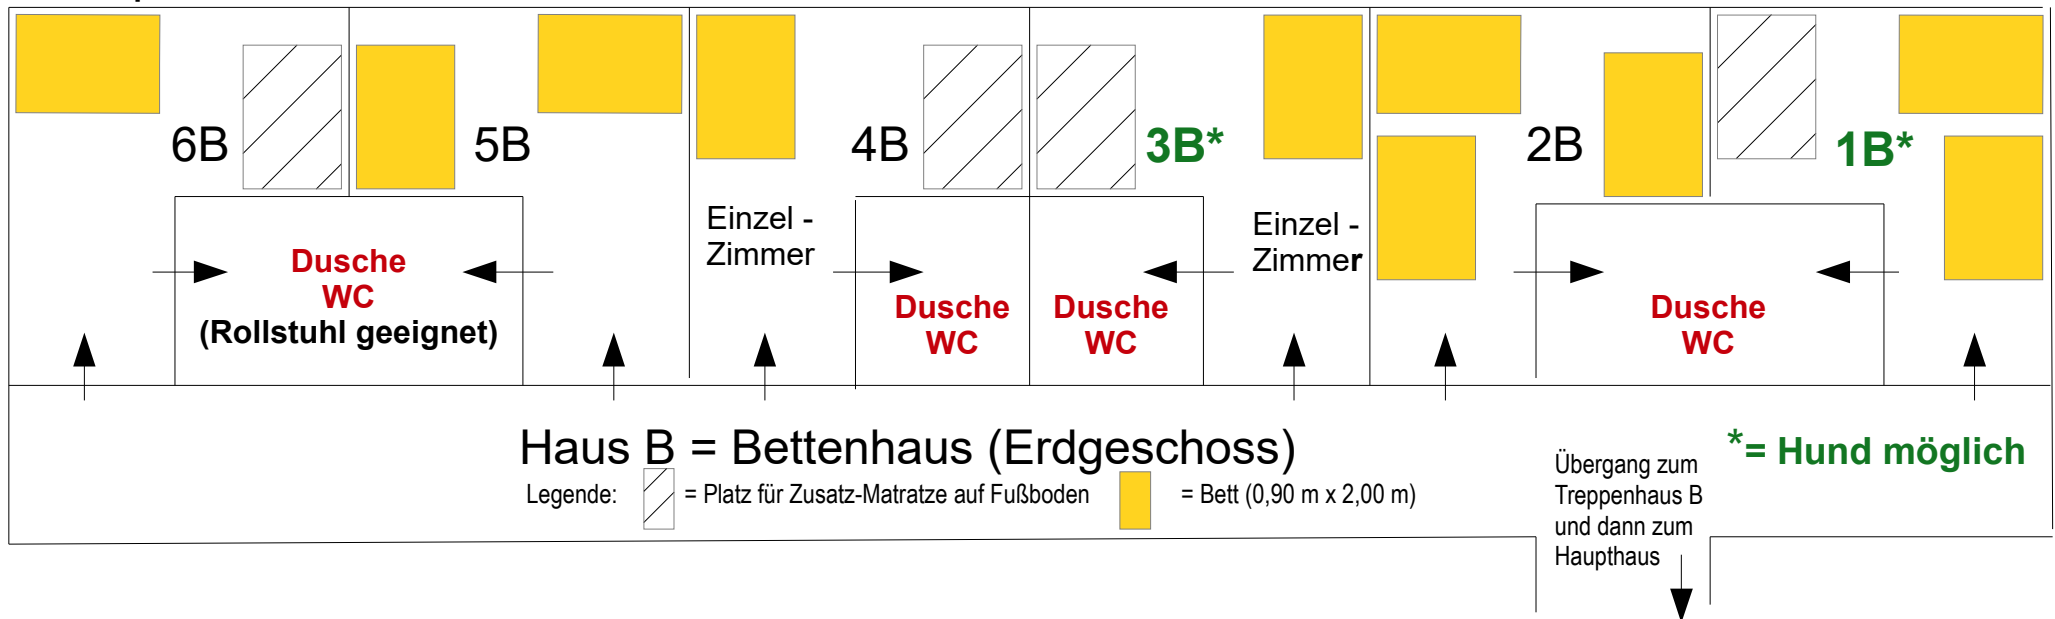 6B
5B
4B
3B*
2B
1B*
Einzel -
Zimmer
Einzel -
Zimmer
Dusche
WC
(Rollstuhl geeignet)
Dusche
WC
Dusche
WC
Dusche
WC
Haus B = Bettenhaus (Erdgeschoss)
*= Hund möglich
Legende: = Platz für Zusatz-Matratze auf Fußboden = Bett (0,90 m x 2,00 m)
Übergang zum
Treppenhaus B
und dann zum
Haupthaus